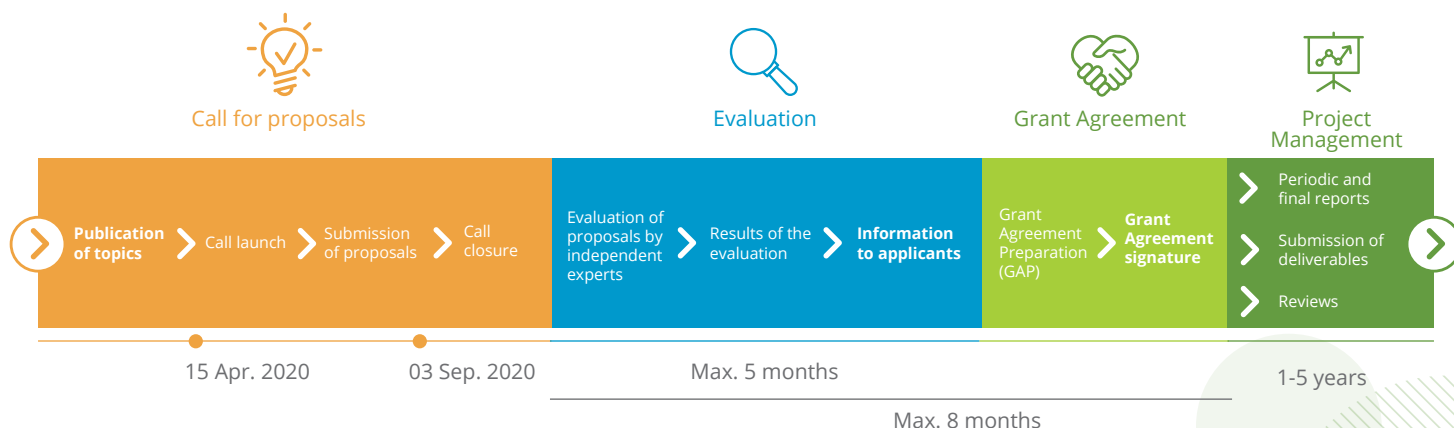 Call for proposals
Evaluation
Grant Agreement
Project
Management
Publication
of topics
Call launch
Submission
of proposals
Call
closure
Evaluation of
proposals by
independent
experts
Results of the
evaluation
Information
to applicants
Grant
Agreement
Preparation
(GAP)
Grant
Agreement
signature
Periodic and
final reports
Submission of
deliverables
Reviews
15 Apr. 2020
03 Sep. 2020
Max. 5 months
1-5 years
Max. 8 months